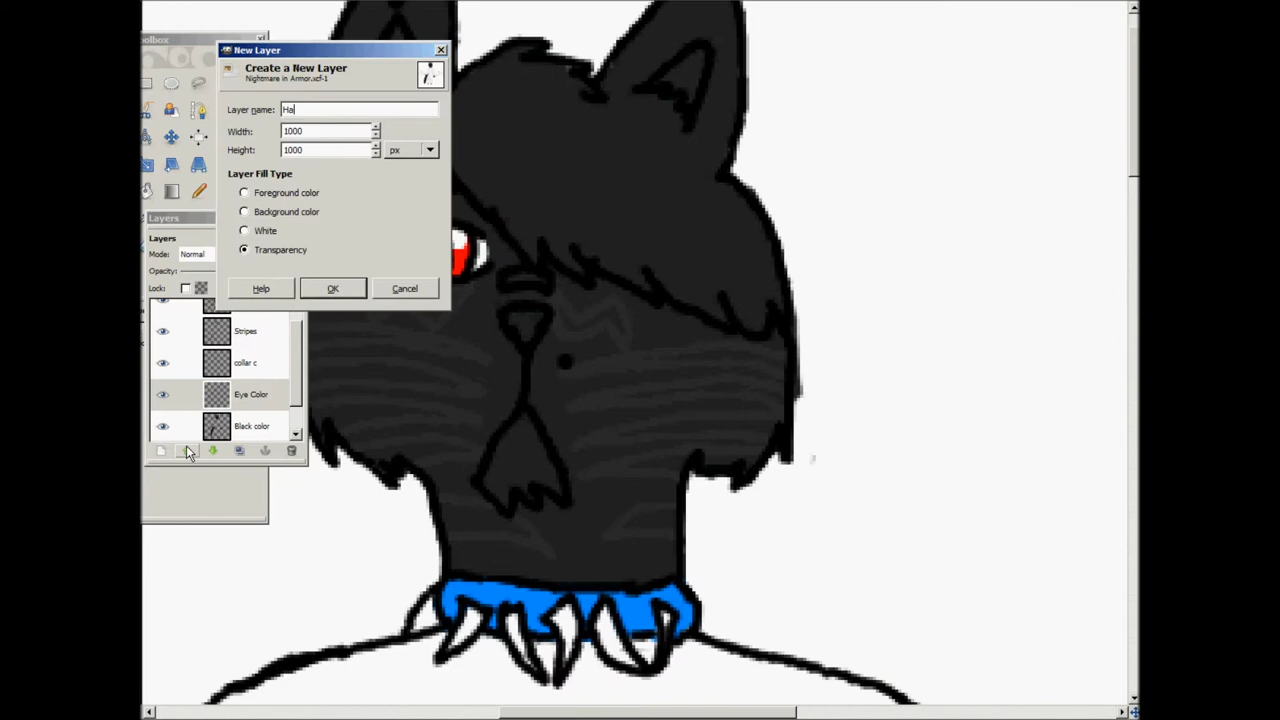 oolbox
New Layer
Create a New Layer
Nightmare in Armor.xcf-1
Layer name: Ha
Width: 1000
Height: 1000 px
Layer Fill Type
Foreground color
Background color
White
Transparency
Help OK Cancel
Layers
Layers
Mode: Normal
Opacity:
Lock:
Stripes
collar c
Eye Color
Black color